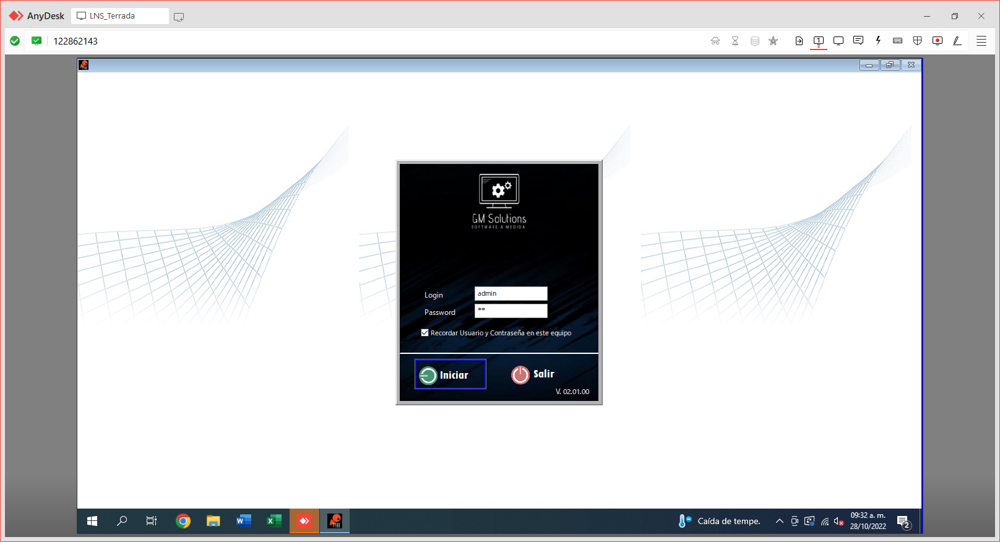 AnyDesk
LNS_Terrada
122862143
1
GM Solutions
SOFTWARE A MEDIDA
Login
admin
Password
**
Recordar Usuario y Contraseña en este equipo
Iniciar
Salir
V. 02.01.00
Caída de tempe.
09:32 a. m.
28/10/2022
2